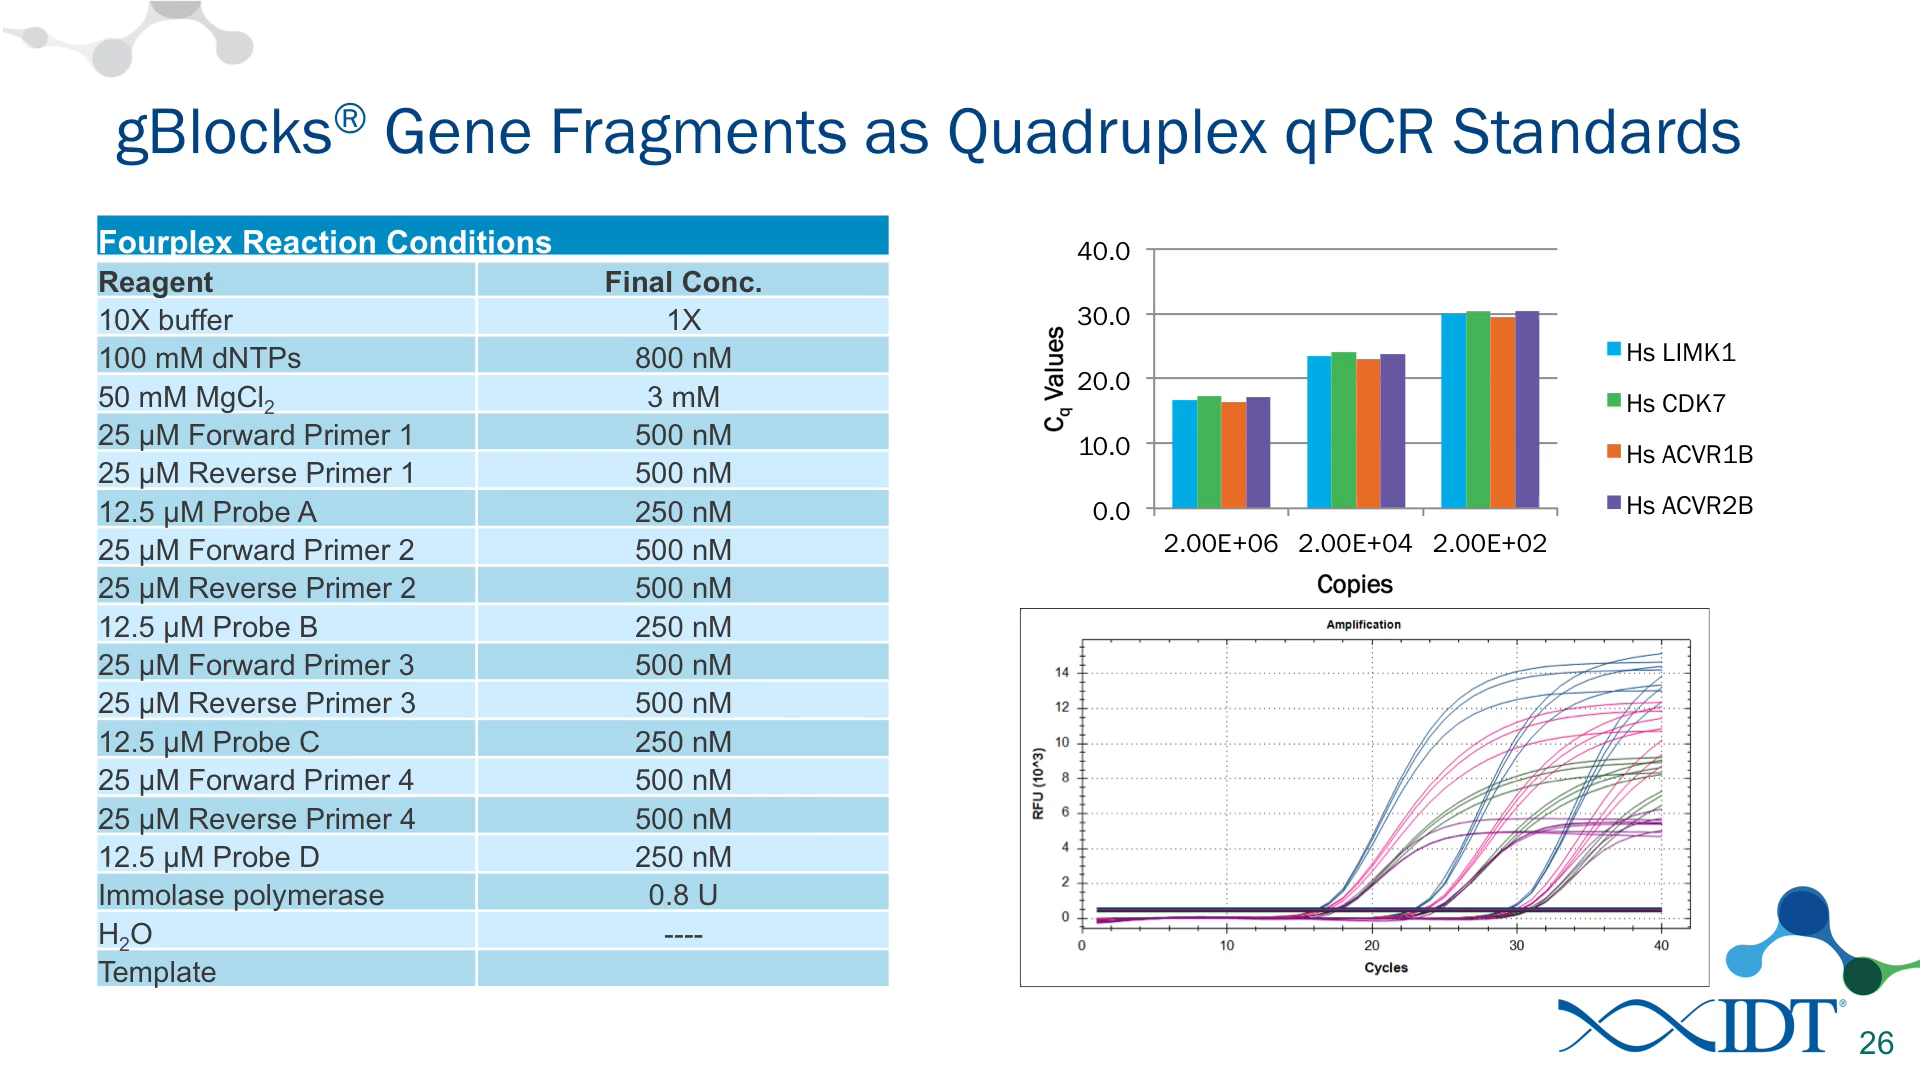 gBlocks® Gene Fragments as Quadruplex qPCR Standards
Fourplex Reaction Conditions
Reagent Final Conc.
10X buffer 1X
100 mM dNTPs 800 nM
50 mM MgCl₂ 3 mM
25 µM Forward Primer 1 500 nM
25 µM Reverse Primer 1 500 nM
12.5 µM Probe A 250 nM
25 µM Forward Primer 2 500 nM
25 µM Reverse Primer 2 500 nM
12.5 µM Probe B 250 nM
25 µM Forward Primer 3 500 nM
25 µM Reverse Primer 3 500 nM
12.5 µM Probe C 250 nM
25 µM Forward Primer 4 500 nM
25 µM Reverse Primer 4 500 nM
12.5 µM Probe D 250 nM
Immolase polymerase 0.8 U
H₂O ----
Template
40.0
30.0
20.0
10.0
0.0
Cq Values
2.00E+06 2.00E+04 2.00E+02
Copies
Hs LIMK1
Hs CDK7
Hs ACVR1B
Hs ACVR2B
Amplification
14
12
10
8
6
4
2
0
RFU (10^3)
0 10 20 30 40
Cycles
IDT®
26